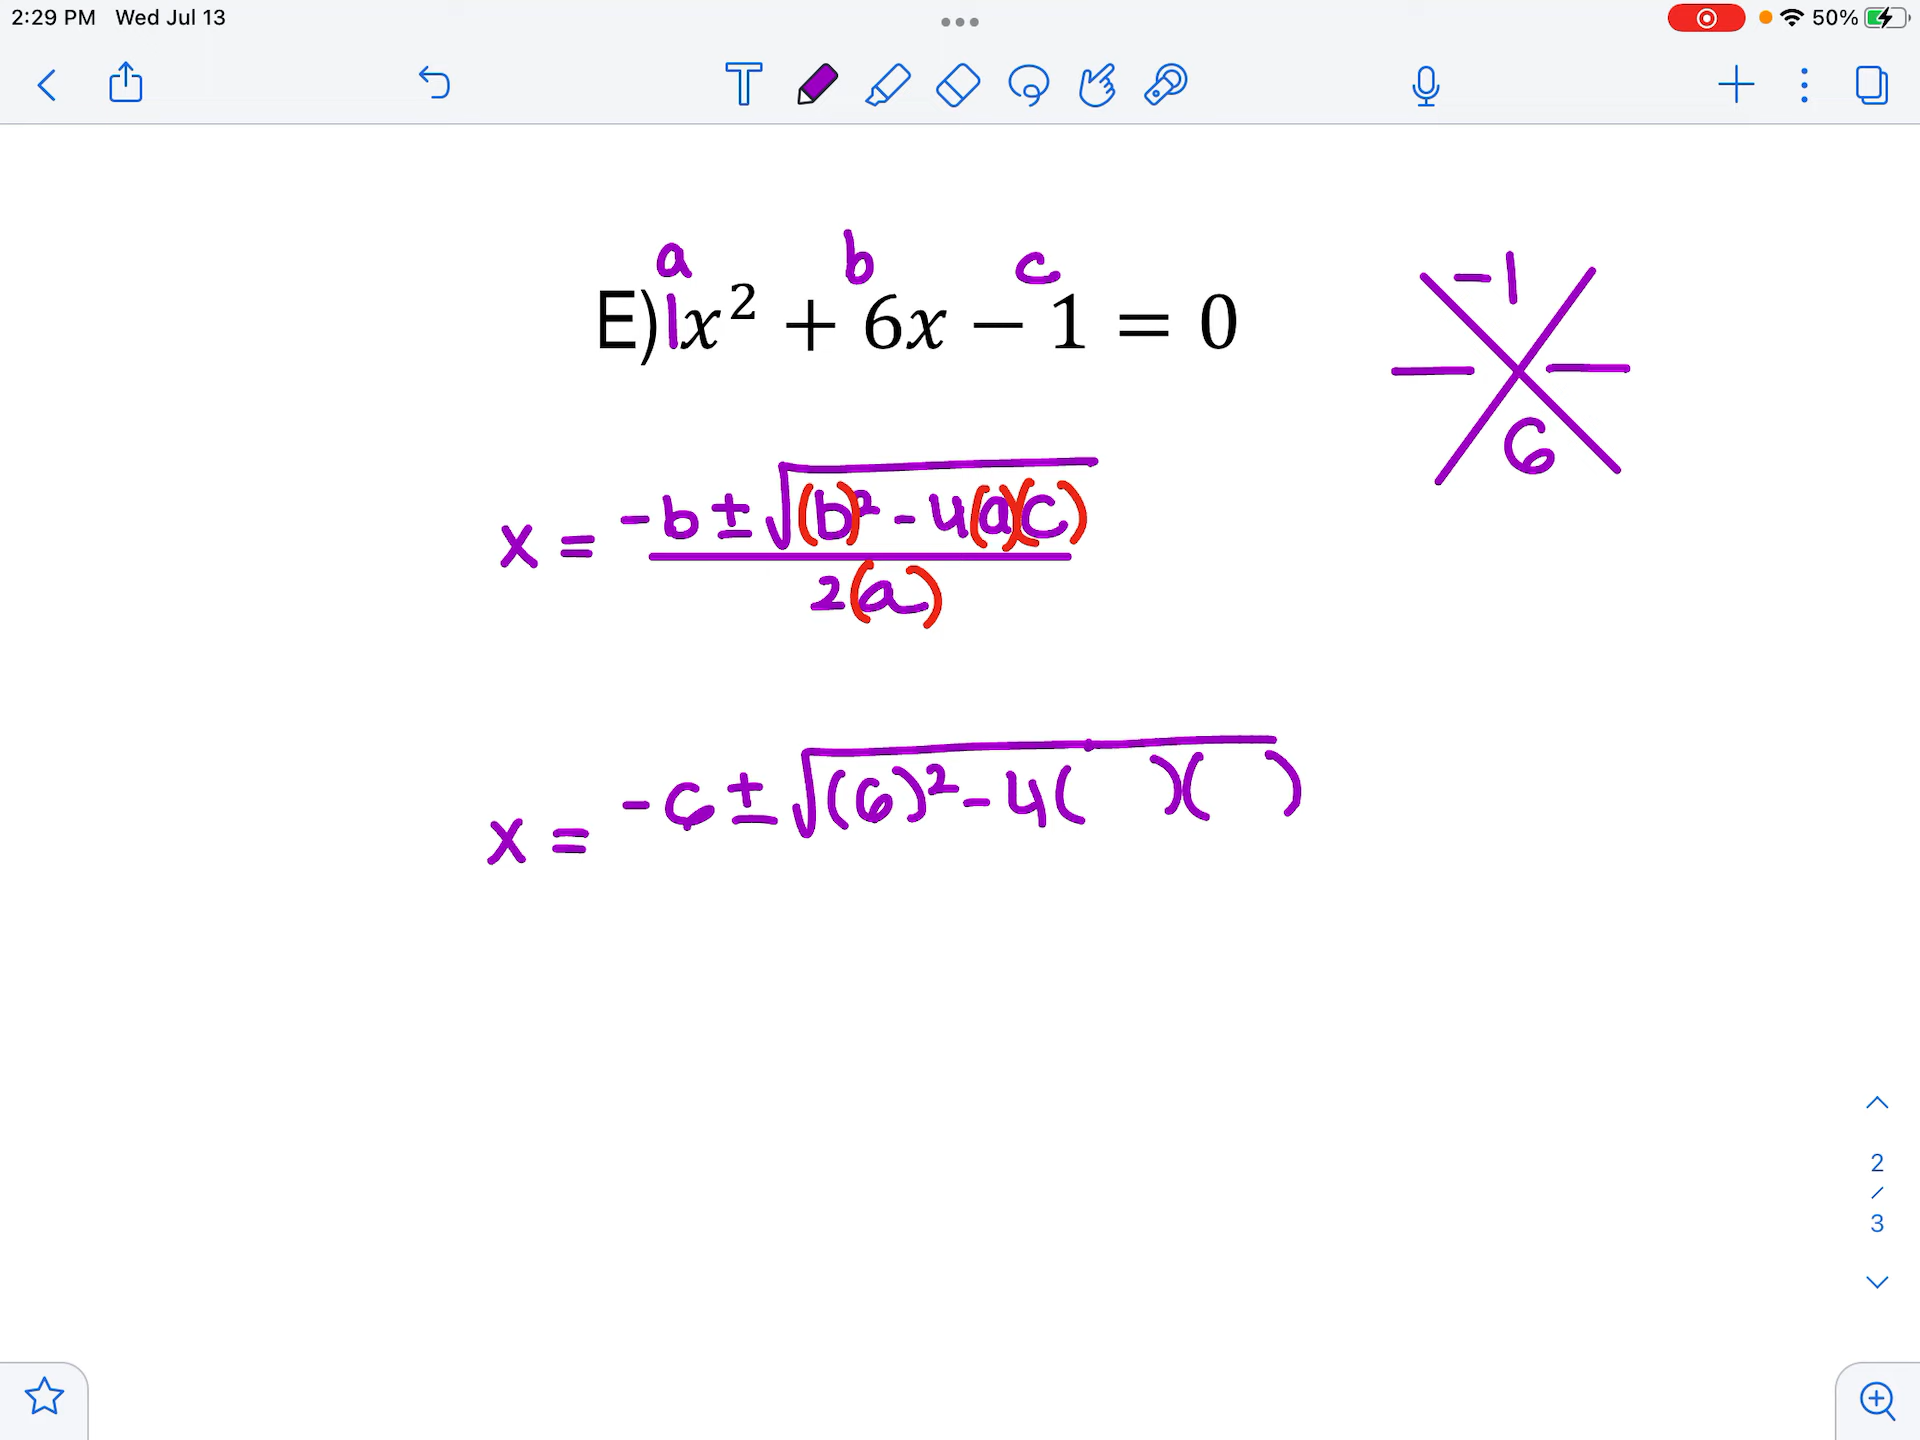 2:29 PM Wed Jul 13
50%
T
a b c
E)1x² + 6x − 1 = 0
-1
6
x = -b ± √(b)² - 4(a)(c)
2(a)
x = -6 ± √(6)² - 4( )( )
2
/
3